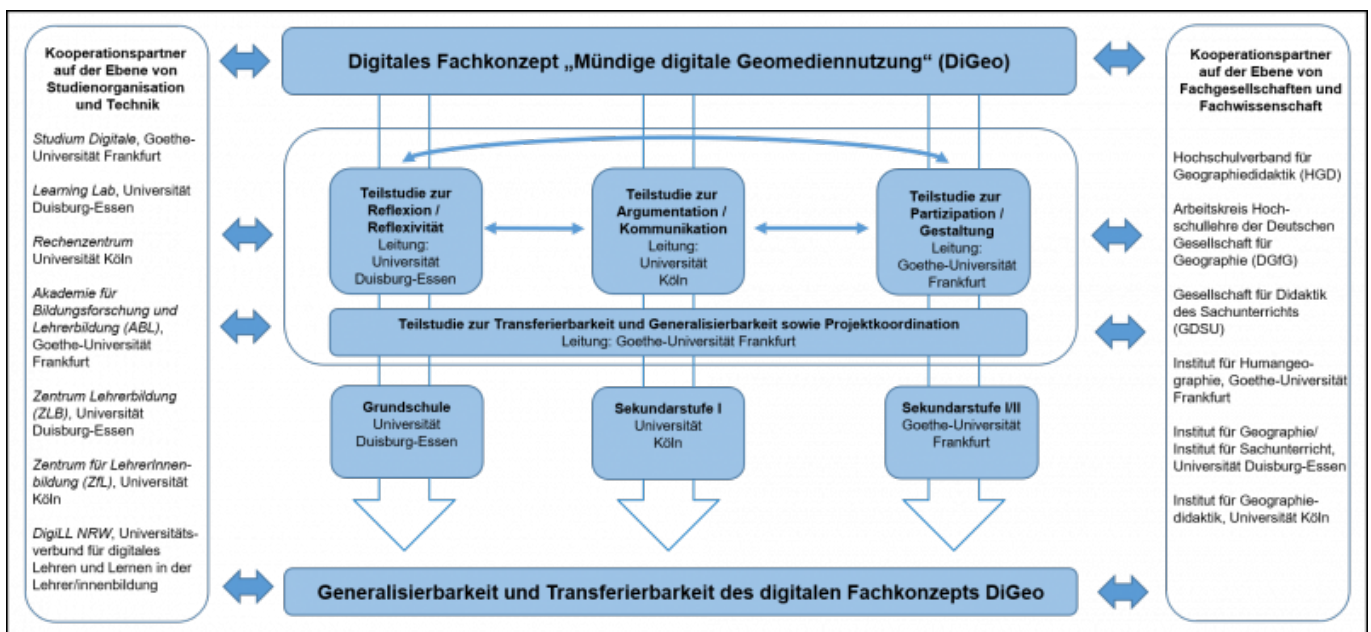 Kooperationspartner
auf der Ebene von
Studienorganisation
und Technik
Studium Digitale, Goethe-
Universität Frankfurt
Learning Lab, Universität
Duisburg-Essen
Rechenzentrum
Universität Köln
Akademie für
Bildungsforschung und
Lehrerbildung (ABL),
Goethe-Universität
Frankfurt
Zentrum Lehrerbildung
(ZLB), Universität
Duisburg-Essen
Zentrum für LehrerInnen-
bildung (ZfL), Universität
Köln
DigiLL NRW, Universitäts-
verbund für digitales
Lehren und Lernen in der
Lehrer/innenbildung
Digitales Fachkonzept „Mündige digitale Geomediennutzung“ (DiGeo)
Teilstudie zur
Reflexion /
Reflexivität
Leitung:
Universität
Duisburg-Essen
Teilstudie zur
Argumentation /
Kommunikation
Leitung:
Universität
Köln
Teilstudie zur
Partizipation /
Gestaltung
Leitung:
Goethe-Universität
Frankfurt
Teilstudie zur Transferierbarkeit und Generalisierbarkeit sowie Projektkoordination
Leitung: Goethe-Universität Frankfurt
Grundschule
Universität
Duisburg-Essen
Sekundarstufe I
Universität
Köln
Sekundarstufe I/II
Goethe-Universität
Frankfurt
Generalisierbarkeit und Transferierbarkeit des digitalen Fachkonzepts DiGeo
Kooperationspartner
auf der Ebene von
Fachgesellschaften und
Fachwissenschaft
Hochschulverband für
Geographiedidaktik (HGD)
Arbeitskreis Hoch-
schullehre der Deutschen
Gesellschaft für
Geographie (DGfG)
Gesellschaft für Didaktik
des Sachunterrichts
(GDSU)
Institut für Humangeo-
graphie, Goethe-Universität
Frankfurt
Institut für Geographie/
Institut für Sachunterricht,
Universität Duisburg-Essen
Institut für Geographie-
didaktik, Universität Köln